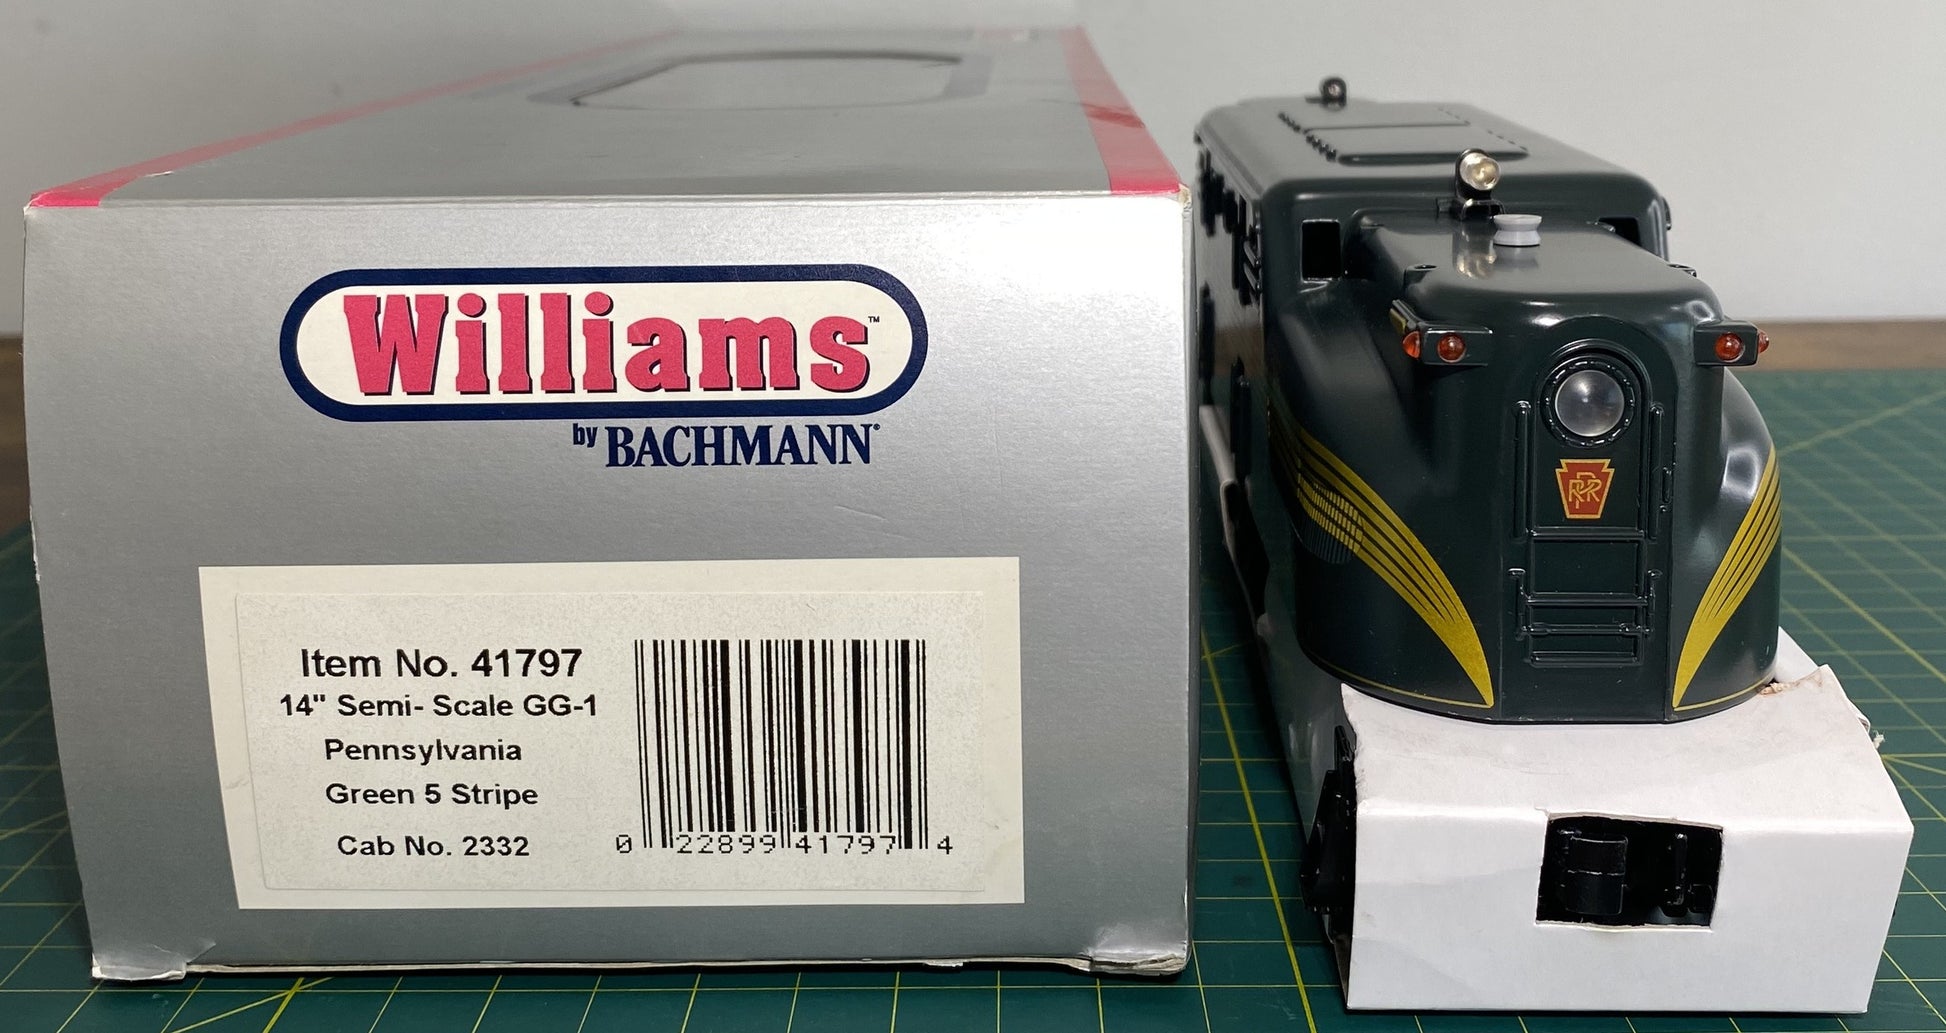 Williams™
by BACHMANN®
Item No. 41797
14" Semi- Scale GG-1
Pennsylvania
Green 5 Stripe
Cab No. 2332
0 22899 41797 4
PRR